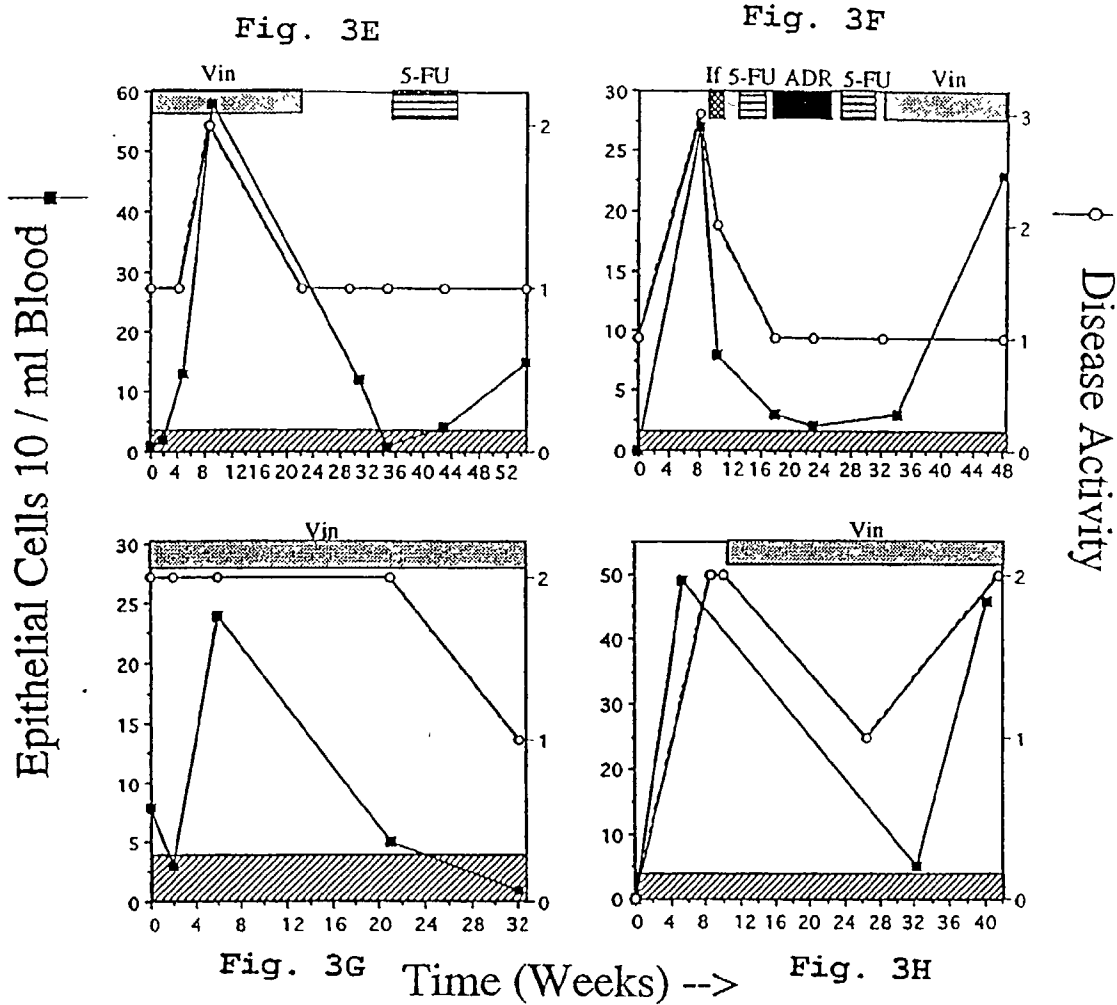 Fig. 3E
Fig. 3F
Vin
5-FU
If 5-FU ADR 5-FU Vin
60
50
40
30
20
10
0
2
1
0
0 4 8 12 16 20 24 28 32 36 40 44 48 52
30
25
20
15
10
5
0
3
2
1
0
0 4 8 12 16 20 24 28 32 36 40 44 48
Epithelial Cells 10 / ml Blood
Disease Activity
Vin
Vin
30
25
20
15
10
5
0
2
1
0
0 4 8 12 16 20 24 28 32
50
40
30
20
10
0
2
1
0
0 4 8 12 16 20 24 28 32 36 40
Fig. 3G
Time (Weeks) -->
Fig. 3H